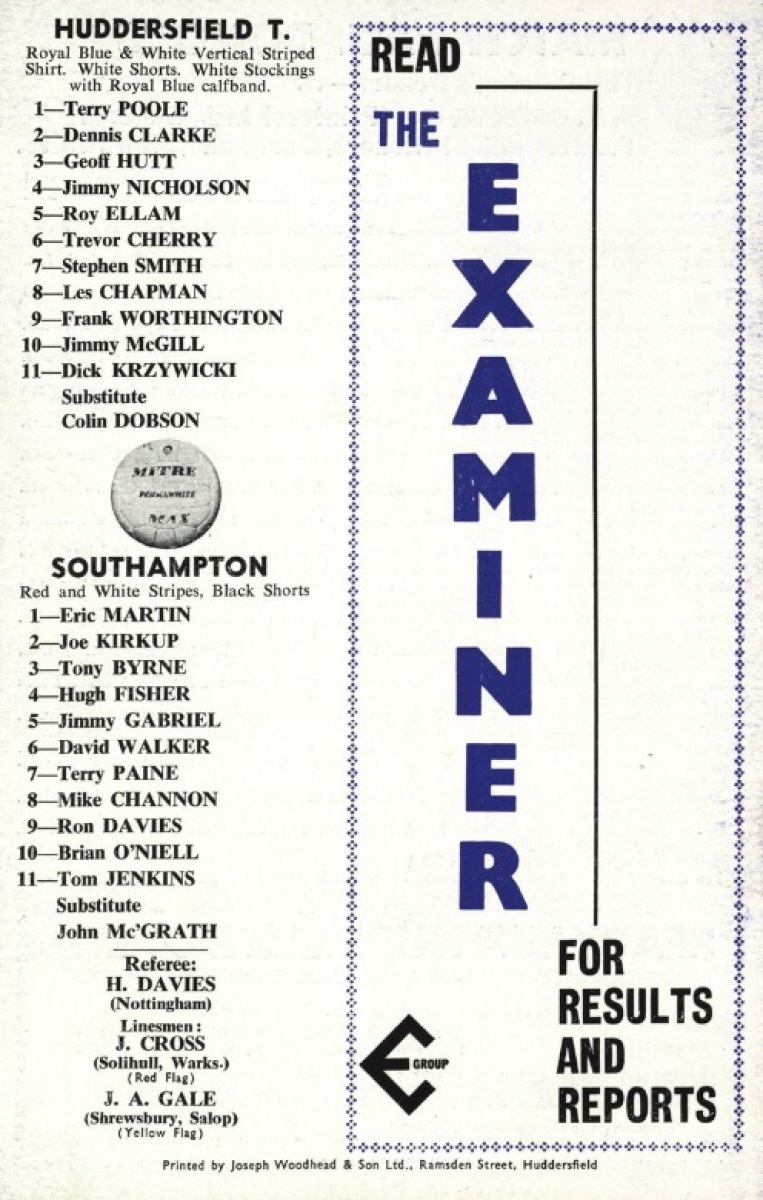 HUDDERSFIELD T.
Royal Blue & White Vertical Striped
Shirt. White Shorts. White Stockings
with Royal Blue calfband.
1—Terry POOLE
2—Dennis CLARKE
3—Geoff HUTT
4—Jimmy NICHOLSON
5—Roy ELLAM
6—Trevor CHERRY
7—Stephen SMITH
8—Les CHAPMAN
9—Frank WORTHINGTON
10—Jimmy McGILL
11—Dick KRZYWICKI
Substitute
Colin DOBSON
MITRE
PERMAWHITE
MAX
SOUTHAMPTON
Red and White Stripes, Black Shorts
1—Eric MARTIN
2—Joe KIRKUP
3—Tony BYRNE
4—Hugh FISHER
5—Jimmy GABRIEL
6—David WALKER
7—Terry PAINE
8—Mike CHANNON
9—Ron DAVIES
10—Brian O'NIELL
11—Tom JENKINS
Substitute
John Mc'GRATH
Referee:
H. DAVIES
(Nottingham)
Linesmen:
J. CROSS
(Solihull, Warks.)
(Red Flag)
J. A. GALE
(Shrewsbury, Salop)
(Yellow Flag)
READ
THE
EXAMINER
FOR
RESULTS
AND
REPORTS
E GROUP
Printed by Joseph Woodhead & Son Ltd., Ramsden Street, Huddersfield